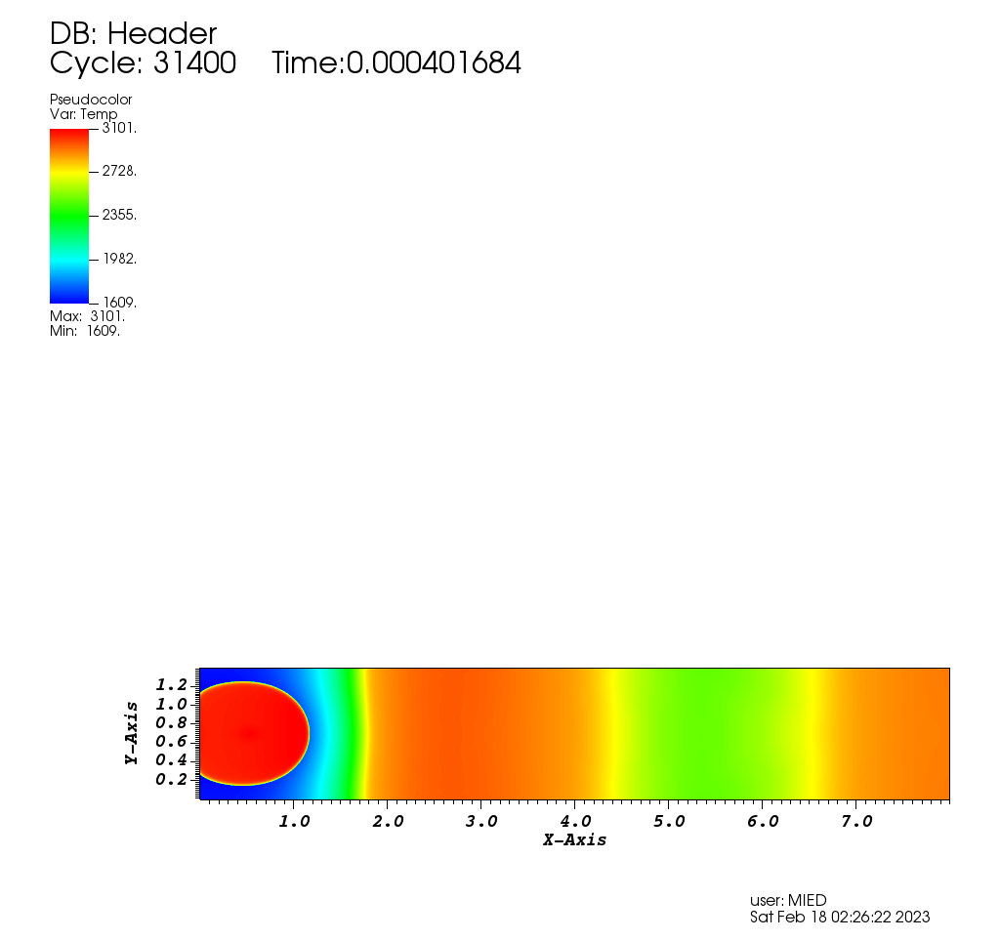 DB: Header
Cycle: 31400 Time:0.000401684
Pseudocolor
Var: Temp
3101.
2728.
2355.
1982.
1609.
Max: 3101.
Min: 1609.
Y-Axis
1.2
1.0
0.8
0.6
0.4
0.2
1.0 2.0 3.0 4.0 5.0 6.0 7.0
X-Axis
user: MIED
Sat Feb 18 02:26:22 2023